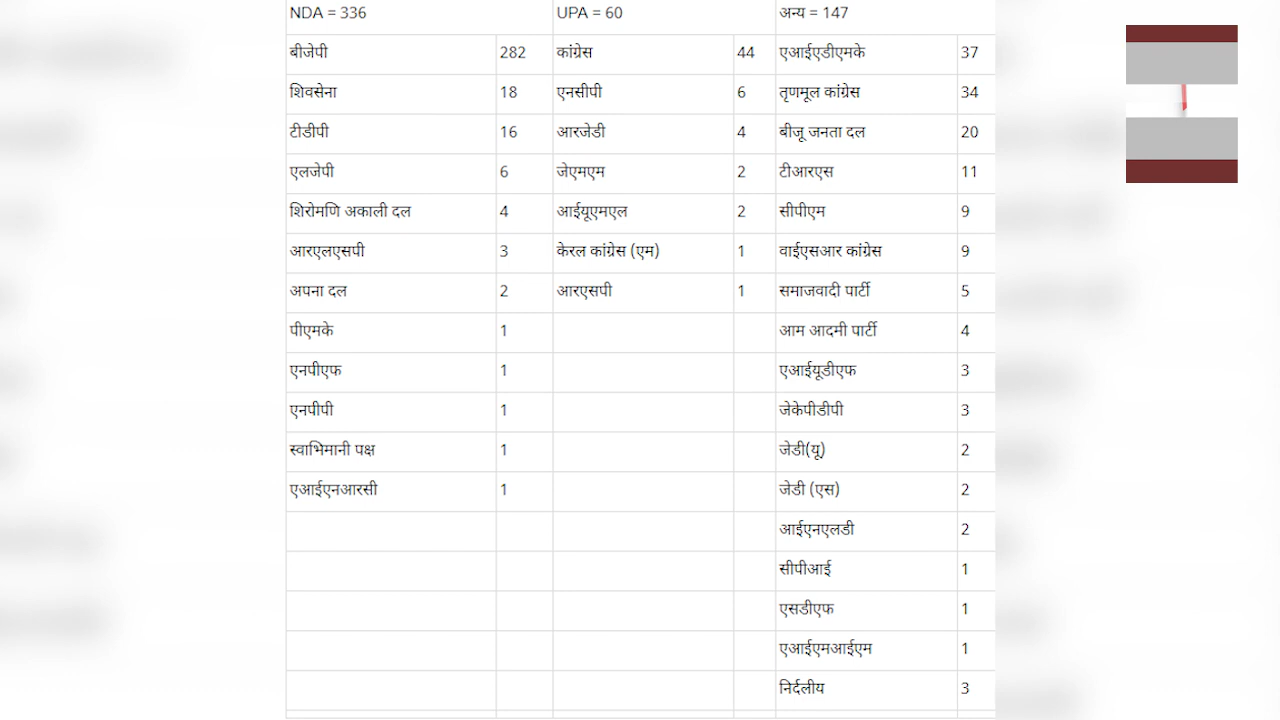 NDA = 336 UPA = 60 अन्य = 147
बीजेपी 282 कांग्रेस 44 एआईएडीएमके 37
शिवसेना 18 एनसीपी 6 तृणमूल कांग्रेस 34
टीडीपी 16 आरजेडी 4 बीजू जनता दल 20
एलजेपी 6 जेएमएम 2 टीआरएस 11
शिरोमणि अकाली दल 4 आईयूएमएल 2 सीपीएम 9
आरएलएसपी 3 केरल कांग्रेस (एम) 1 वाईएसआर कांग्रेस 9
अपना दल 2 आरएसपी 1 समाजवादी पार्टी 5
पीएमके 1 आम आदमी पार्टी 4
एनपीएफ 1 एआईयूडीएफ 3
एनपीपी 1 जेकेपीडीपी 3
स्वाभिमानी पक्ष 1 जेडी(यू) 2
एआईएनआरसी 1 जेडी (एस) 2
आईएनएलडी 2
सीपीआई 1
एसडीएफ 1
एआईएमआईएम 1
निर्दलीय 3